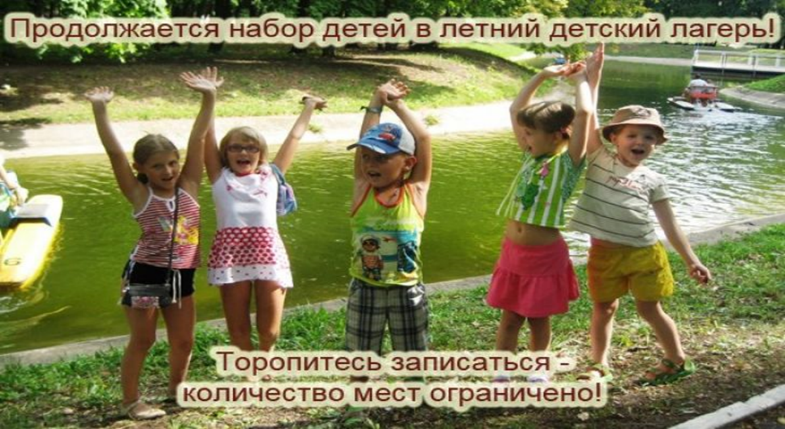 Продолжается набор детей в летний детский лагерь!
Торопитесь записаться -
количество мест ограничено!